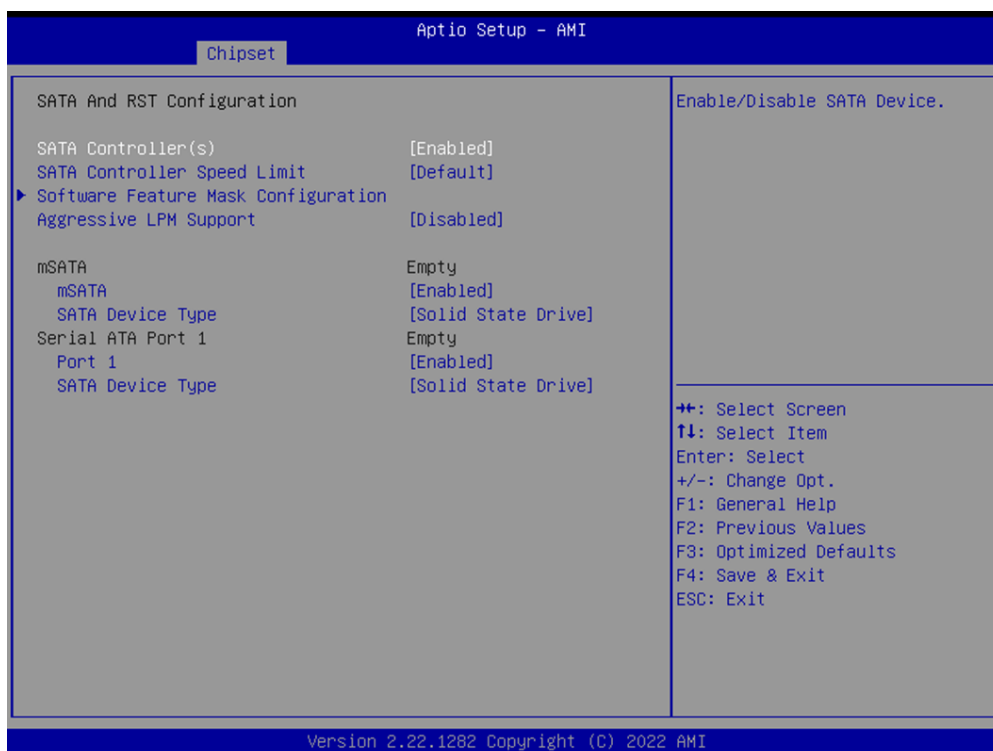 Aptio Setup – AMI
Chipset
SATA And RST Configuration
SATA Controller(s) [Enabled]
SATA Controller Speed Limit [Default]
Software Feature Mask Configuration
Aggressive LPM Support [Disabled]
mSATA Empty
mSATA [Enabled]
SATA Device Type [Solid State Drive]
Serial ATA Port 1 Empty
Port 1 [Enabled]
SATA Device Type [Solid State Drive]
Enable/Disable SATA Device.
→←: Select Screen
↑↓: Select Item
Enter: Select
+/-: Change Opt.
F1: General Help
F2: Previous Values
F3: Optimized Defaults
F4: Save & Exit
ESC: Exit
Version 2.22.1282 Copyright (C) 2022 AMI